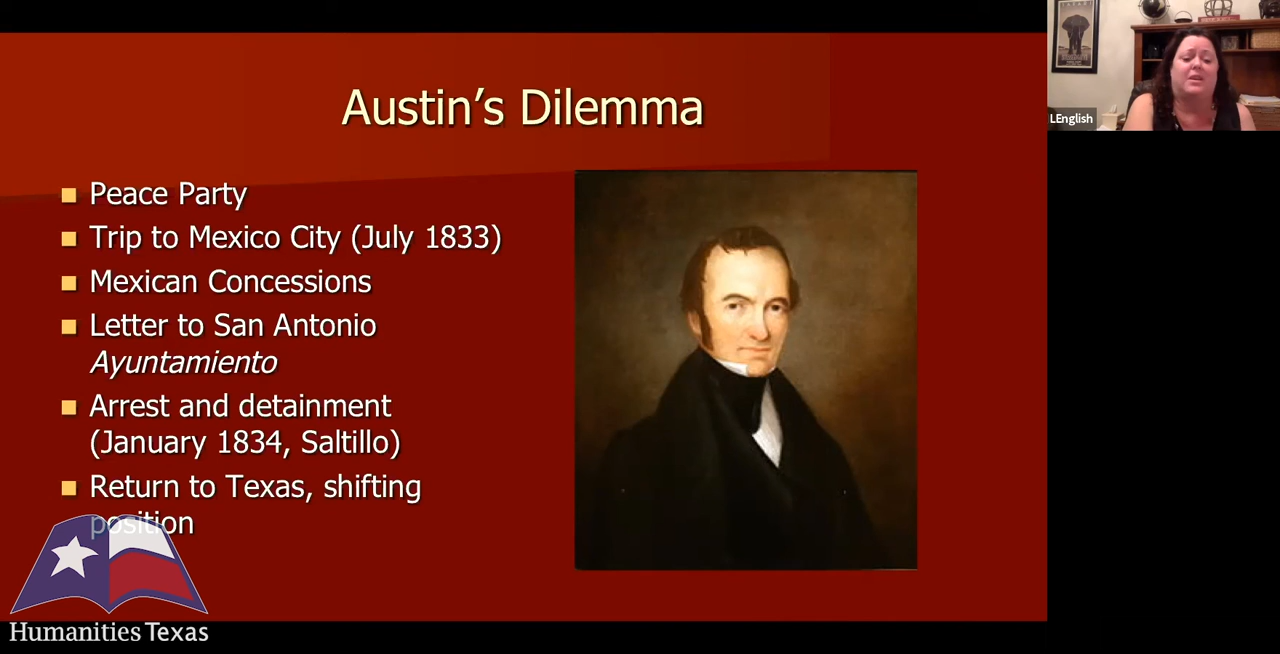 Austin’s Dilemma
Peace Party
Trip to Mexico City (July 1833)
Mexican Concessions
Letter to San Antonio
Ayuntamiento
Arrest and detainment
(January 1834, Saltillo)
Return to Texas, shifting
position
Humanities Texas
LEnglish